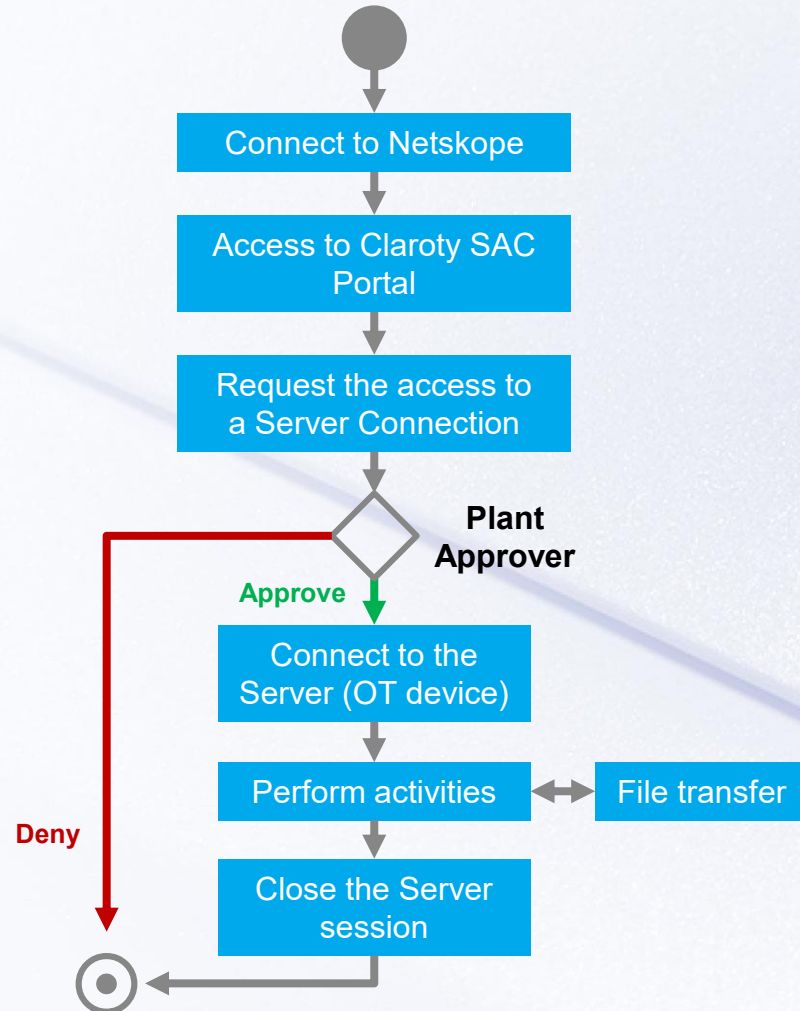 Connect to Netskope
Access to Claroty SAC
Portal
Request the access to
a Server Connection
Plant
Approver
Approve
Connect to the
Server (OT device)
Perform activities
File transfer
Deny
Close the Server
session